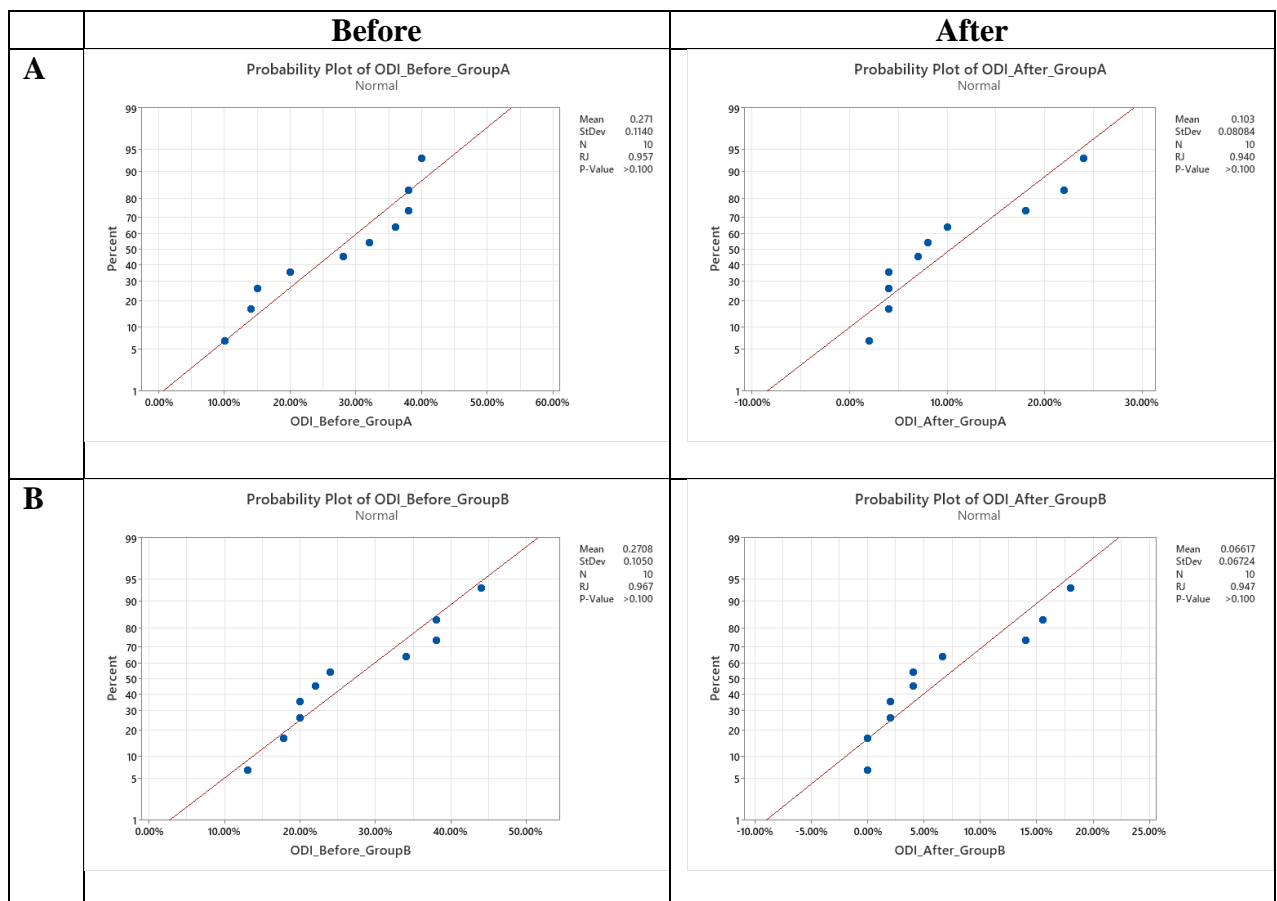 Before
After
A
Probability Plot of ODI_Before_GroupA
Normal
99
95
90
80
70
60
50
40
30
20
10
5
1
Percent
0.00% 10.00% 20.00% 30.00% 40.00% 50.00% 60.00%
ODI_Before_GroupA
Mean 0.271
StDev 0.1140
N 10
RJ 0.957
P-Value >0.100
Probability Plot of ODI_After_GroupA
Normal
99
95
90
80
70
60
50
40
30
20
10
5
1
Percent
-10.00% 0.00% 10.00% 20.00% 30.00%
ODI_After_GroupA
Mean 0.103
StDev 0.08084
N 10
RJ 0.940
P-Value >0.100
B
Probability Plot of ODI_Before_GroupB
Normal
99
95
90
80
70
60
50
40
30
20
10
5
1
Percent
0.00% 10.00% 20.00% 30.00% 40.00% 50.00%
ODI_Before_GroupB
Mean 0.2708
StDev 0.1050
N 10
RJ 0.967
P-Value >0.100
Probability Plot of ODI_After_GroupB
Normal
99
95
90
80
70
60
50
40
30
20
10
5
1
Percent
-10.00% -5.00% 0.00% 5.00% 10.00% 15.00% 20.00% 25.00%
ODI_After_GroupB
Mean 0.06617
StDev 0.06724
N 10
RJ 0.947
P-Value >0.100